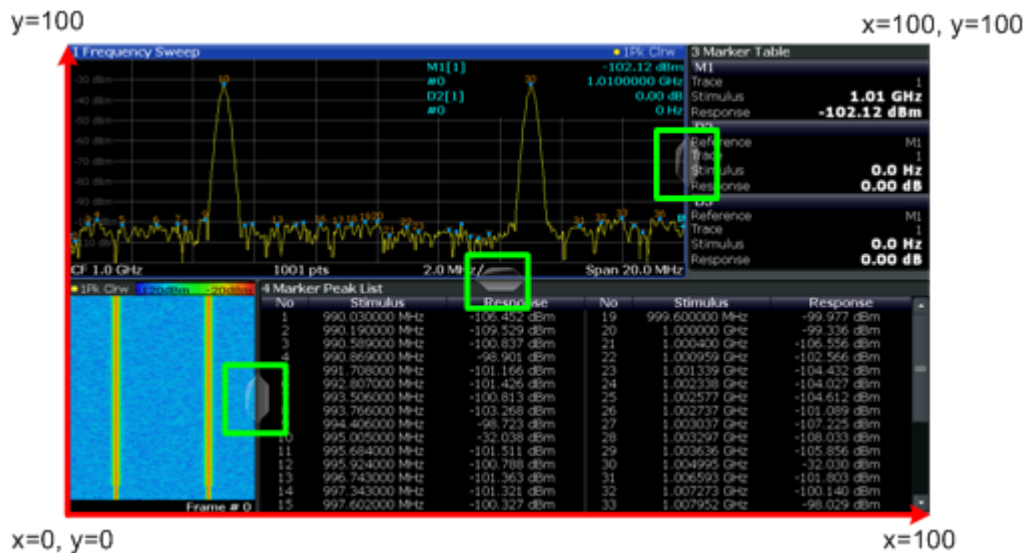 y=100
x=100, y=100
1 Frequency Sweep
1Pk Clrw
M1[1] -102.12 dBm
1.0100000 GHz
D2[1] 0.00 dB
0 Hz
CF 1.0 GHz 1001 pts 2.0 MHz/ Span 20.0 MHz
3 Marker Table
M1
Trace 1
Stimulus 1.01 GHz
Response -102.12 dBm
Reference M1
Trace 1
Stimulus 0.0 Hz
Response 0.00 dB
D3
Reference M1
Trace 1
Stimulus 0.0 Hz
Response 0.00 dB
1Pk Clrw -120dBm -20dBm
Frame # 0
4 Marker Peak List
No Stimulus Response No Stimulus Response
1 990.030000 MHz -106.452 dBm 19 999.600000 MHz -99.977 dBm
2 990.190000 MHz -109.529 dBm 20 1.000000 GHz -99.336 dBm
3 990.589000 MHz -100.837 dBm 21 1.000400 GHz -106.556 dBm
4 990.869000 MHz -98.901 dBm 22 1.000959 GHz -102.566 dBm
991.708000 MHz -101.166 dBm 23 1.001339 GHz -104.432 dBm
992.807000 MHz -101.426 dBm 24 1.002338 GHz -104.027 dBm
993.506000 MHz -100.813 dBm 25 1.002577 GHz -104.612 dBm
993.766000 MHz -103.268 dBm 26 1.002737 GHz -101.089 dBm
994.406000 MHz -98.723 dBm 27 1.003037 GHz -107.225 dBm
10 995.005000 MHz -32.038 dBm 28 1.003297 GHz -108.033 dBm
11 995.684000 MHz -101.511 dBm 29 1.003636 GHz -105.856 dBm
12 995.924000 MHz -100.788 dBm 30 1.004995 GHz -32.030 dBm
13 996.743000 MHz -101.363 dBm 31 1.006593 GHz -101.803 dBm
14 997.343000 MHz -101.321 dBm 32 1.007273 GHz -100.140 dBm
15 997.602000 MHz -100.327 dBm 33 1.007952 GHz -98.029 dBm
x=0, y=0
x=100